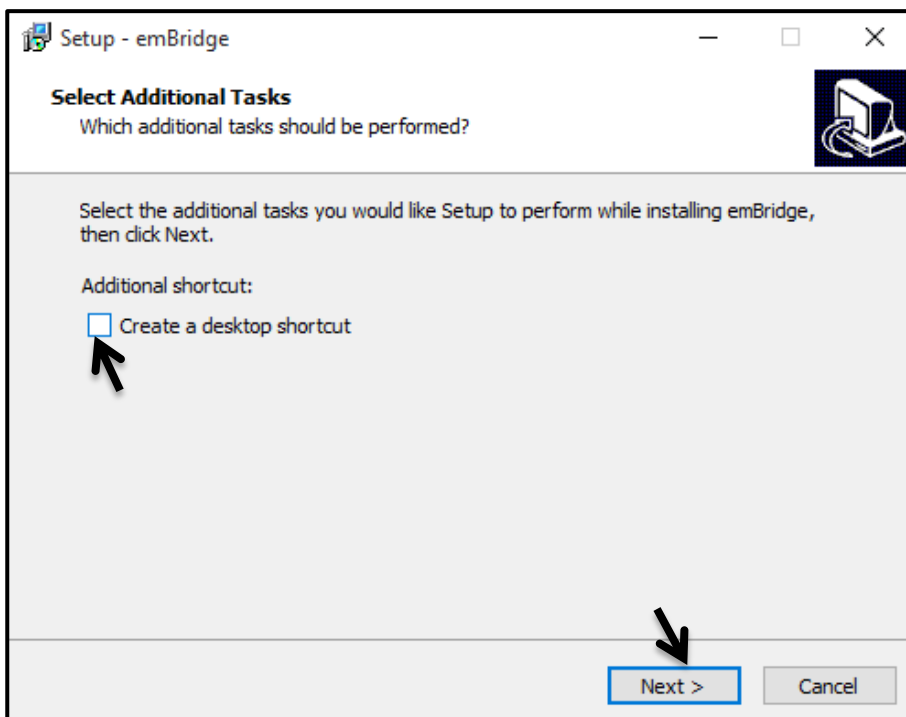 Setup - emBridge
Select Additional Tasks
Which additional tasks should be performed?
Select the additional tasks you would like Setup to perform while installing emBridge,
then click Next.
Additional shortcut:
Create a desktop shortcut
Next >
Cancel